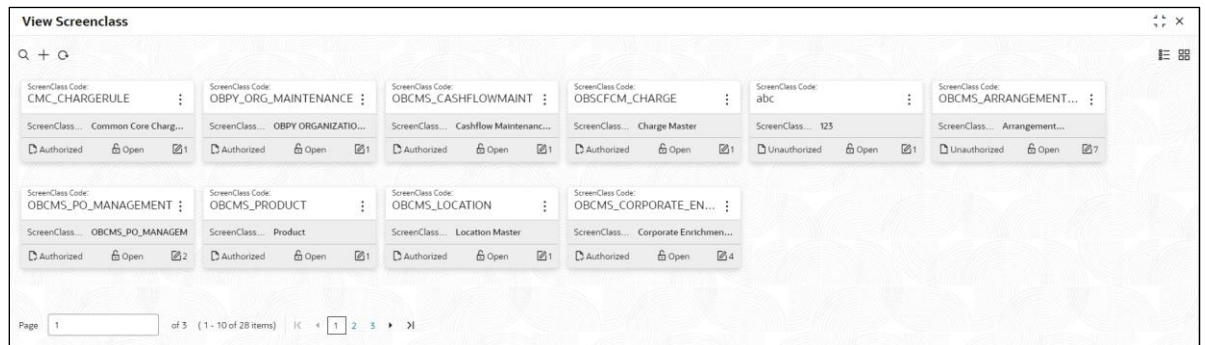 View Screenclass
ScreenClass Code: ScreenClass Code: ScreenClass Code: ScreenClass Code: ScreenClass Code: ScreenClass Code:
CMC_CHARGERULE OBPY_ORG_MAINTENANCE OBCMS_CASHFLOWMAINT OBSCFCM_CHARGE abc OBCMS_ARRANGEMENT...
ScreenClass... Common Core Charg... ScreenClass... OBPY ORGANIZATIO... ScreenClass... Cashflow Maintenanc... ScreenClass... Charge Master ScreenClass... 123 ScreenClass... Arrangement...
Authorized Open 1 Authorized Open 1 Authorized Open 1 Authorized Open 1 Unauthorized Open 1 Unauthorized Open 7
ScreenClass Code: ScreenClass Code: ScreenClass Code: ScreenClass Code:
OBCMS_PO_MANAGEMENT OBCMS_PRODUCT OBCMS_LOCATION OBCMS_CORPORATE_EN...
ScreenClass... OBCMS_PO_MANAGEM ScreenClass... Product ScreenClass... Location Master ScreenClass... Corporate Enrichmen...
Authorized Open 2 Authorized Open 1 Authorized Open 1 Authorized Open 4
Page 1 of 3 (1 - 10 of 28 items) 1 2 3